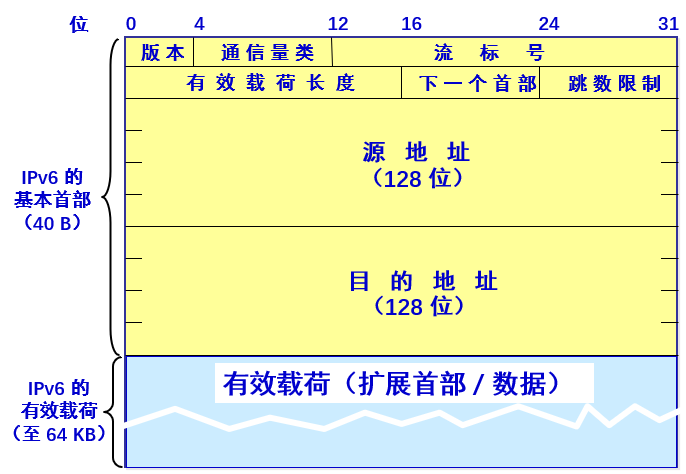 位 0 4 12 16 24 31
版本 通信量类 流标号
有效载荷长度 下一个首部 跳数限制
源地址
（128 位）
IPv6 的
基本首部
（40 B）
目的地址
（128 位）
有效载荷（扩展首部 / 数据）
IPv6 的
有效载荷
（至 64 KB）